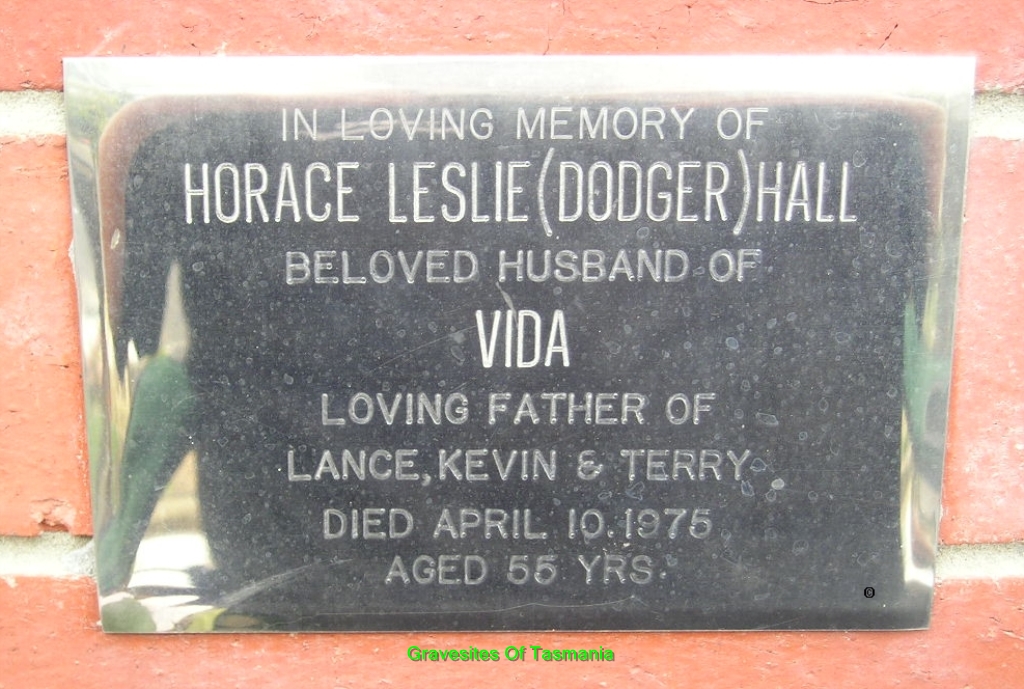 IN LOVING MEMORY OF
HORACE LESLIE (DODGER) HALL
BELOVED HUSBAND OF
VIDA
LOVING FATHER OF
LANCE, KEVIN & TERRY
DIED APRIL 10.1975
AGED 55 YRS.
©
Gravesites Of Tasmania